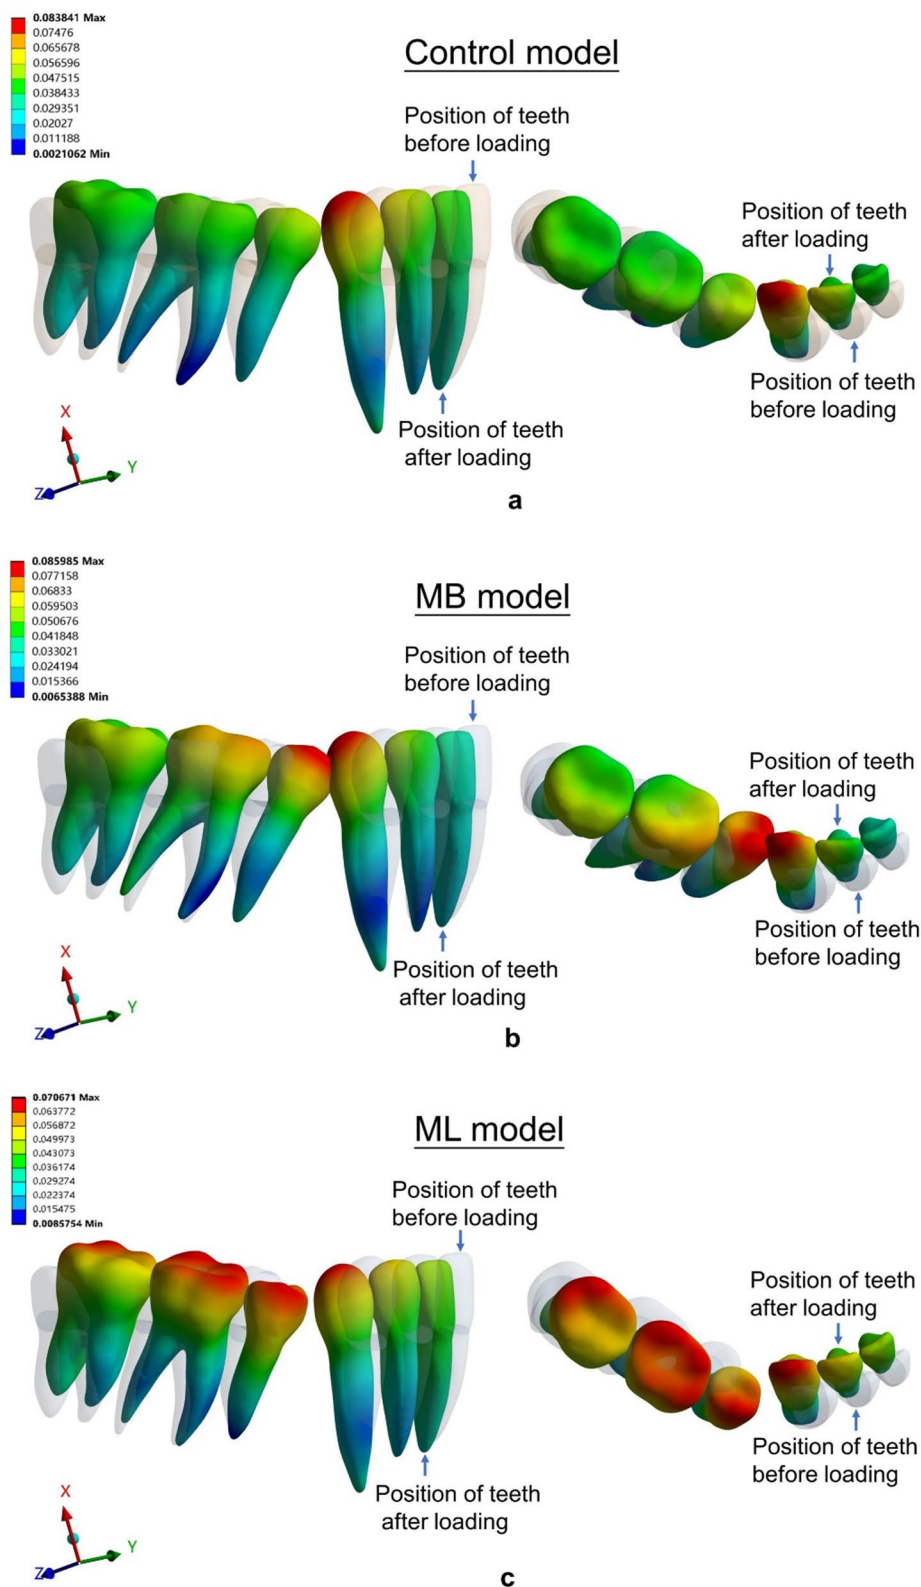 0.083841 Max
0.07476
0.065678
0.056596
0.047515
0.038433
0.029351
0.02027
0.011188
0.0021062 Min
Control model
Position of teeth
before loading
Position of teeth
after loading
Position of teeth
before loading
Position of teeth
after loading
X
Y
Z
a
0.085985 Max
0.077158
0.06833
0.059503
0.050676
0.041848
0.033021
0.024194
0.015366
0.0065388 Min
MB model
Position of teeth
before loading
Position of teeth
after loading
Position of teeth
before loading
Position of teeth
after loading
X
Y
Z
b
0.070671 Max
0.063772
0.056872
0.049973
0.043073
0.036174
0.029274
0.022374
0.015475
0.0085754 Min
ML model
Position of teeth
before loading
Position of teeth
after loading
Position of teeth
before loading
Position of teeth
after loading
X
Y
Z
c